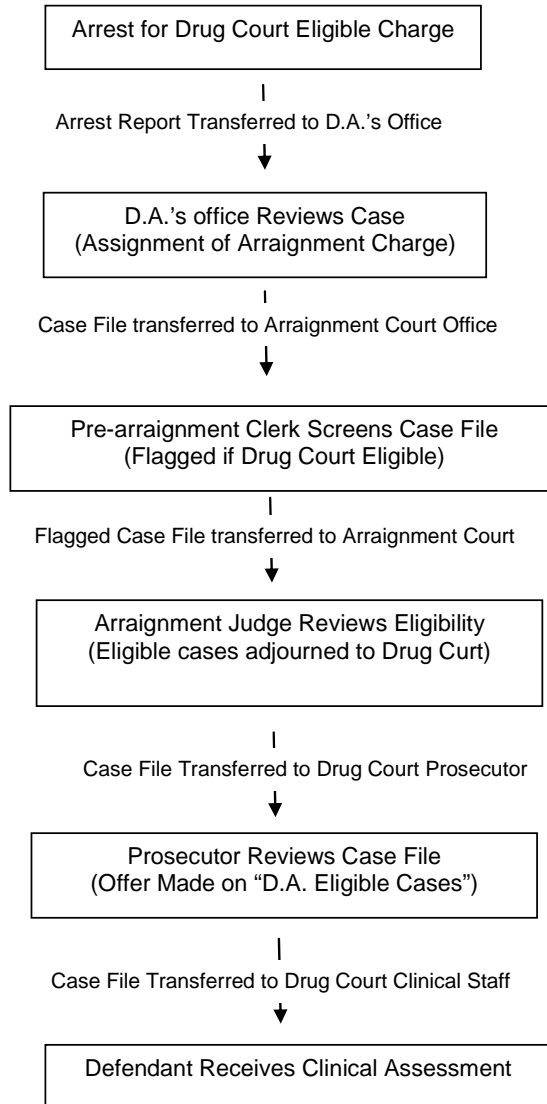 Arrest for Drug Court Eligible Charge
Arrest Report Transferred to D.A.'s Office
D.A.'s office Reviews Case
(Assignment of Arraignment Charge)
Case File transferred to Arraignment Court Office
Pre-arraignment Clerk Screens Case File
(Flagged if Drug Court Eligible)
Flagged Case File transferred to Arraignment Court
Arraignment Judge Reviews Eligibility
(Eligible cases adjourned to Drug Curt)
Case File Transferred to Drug Court Prosecutor
Prosecutor Reviews Case File
(Offer Made on “D.A. Eligible Cases”)
Case File Transferred to Drug Court Clinical Staff
Defendant Receives Clinical Assessment